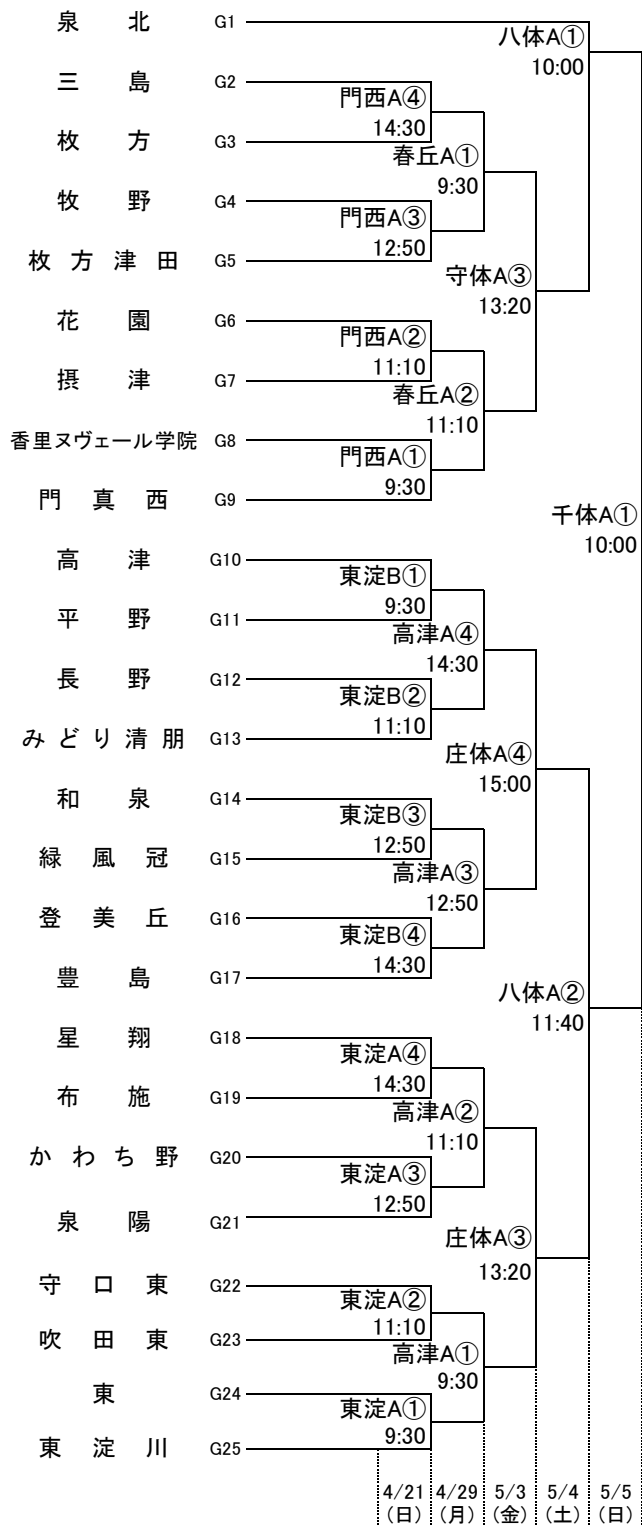 泉北 G1
八体A①
10:00
三島 G2
門西A④
14:30
枚方 G3
春丘A①
9:30
牧野 G4
門西A③
12:50
枚方津田 G5
守体A③
13:20
花園 G6
門西A②
11:10
摂津 G7
春丘A②
11:10
香里ヌヴェール学院 G8
門西A①
9:30
門真西 G9
千体A①
10:00
高津 G10
東淀B①
9:30
平野 G11
高津A④
14:30
長野 G12
東淀B②
11:10
みどり清朋 G13
庄体A④
15:00
和泉 G14
東淀B③
12:50
緑風冠 G15
高津A③
12:50
登美丘 G16
東淀B④
14:30
豊島 G17
八体A②
11:40
星翔 G18
東淀A④
14:30
布施 G19
高津A②
11:10
かわち野 G20
東淀A③
12:50
泉陽 G21
庄体A③
13:20
守口東 G22
東淀A②
11:10
吹田東 G23
高津A①
9:30
東 G24
東淀A①
9:30
東淀川 G25
4/21 4/29 5/3 5/4 5/5
(日) (月) (金) (土) (日)